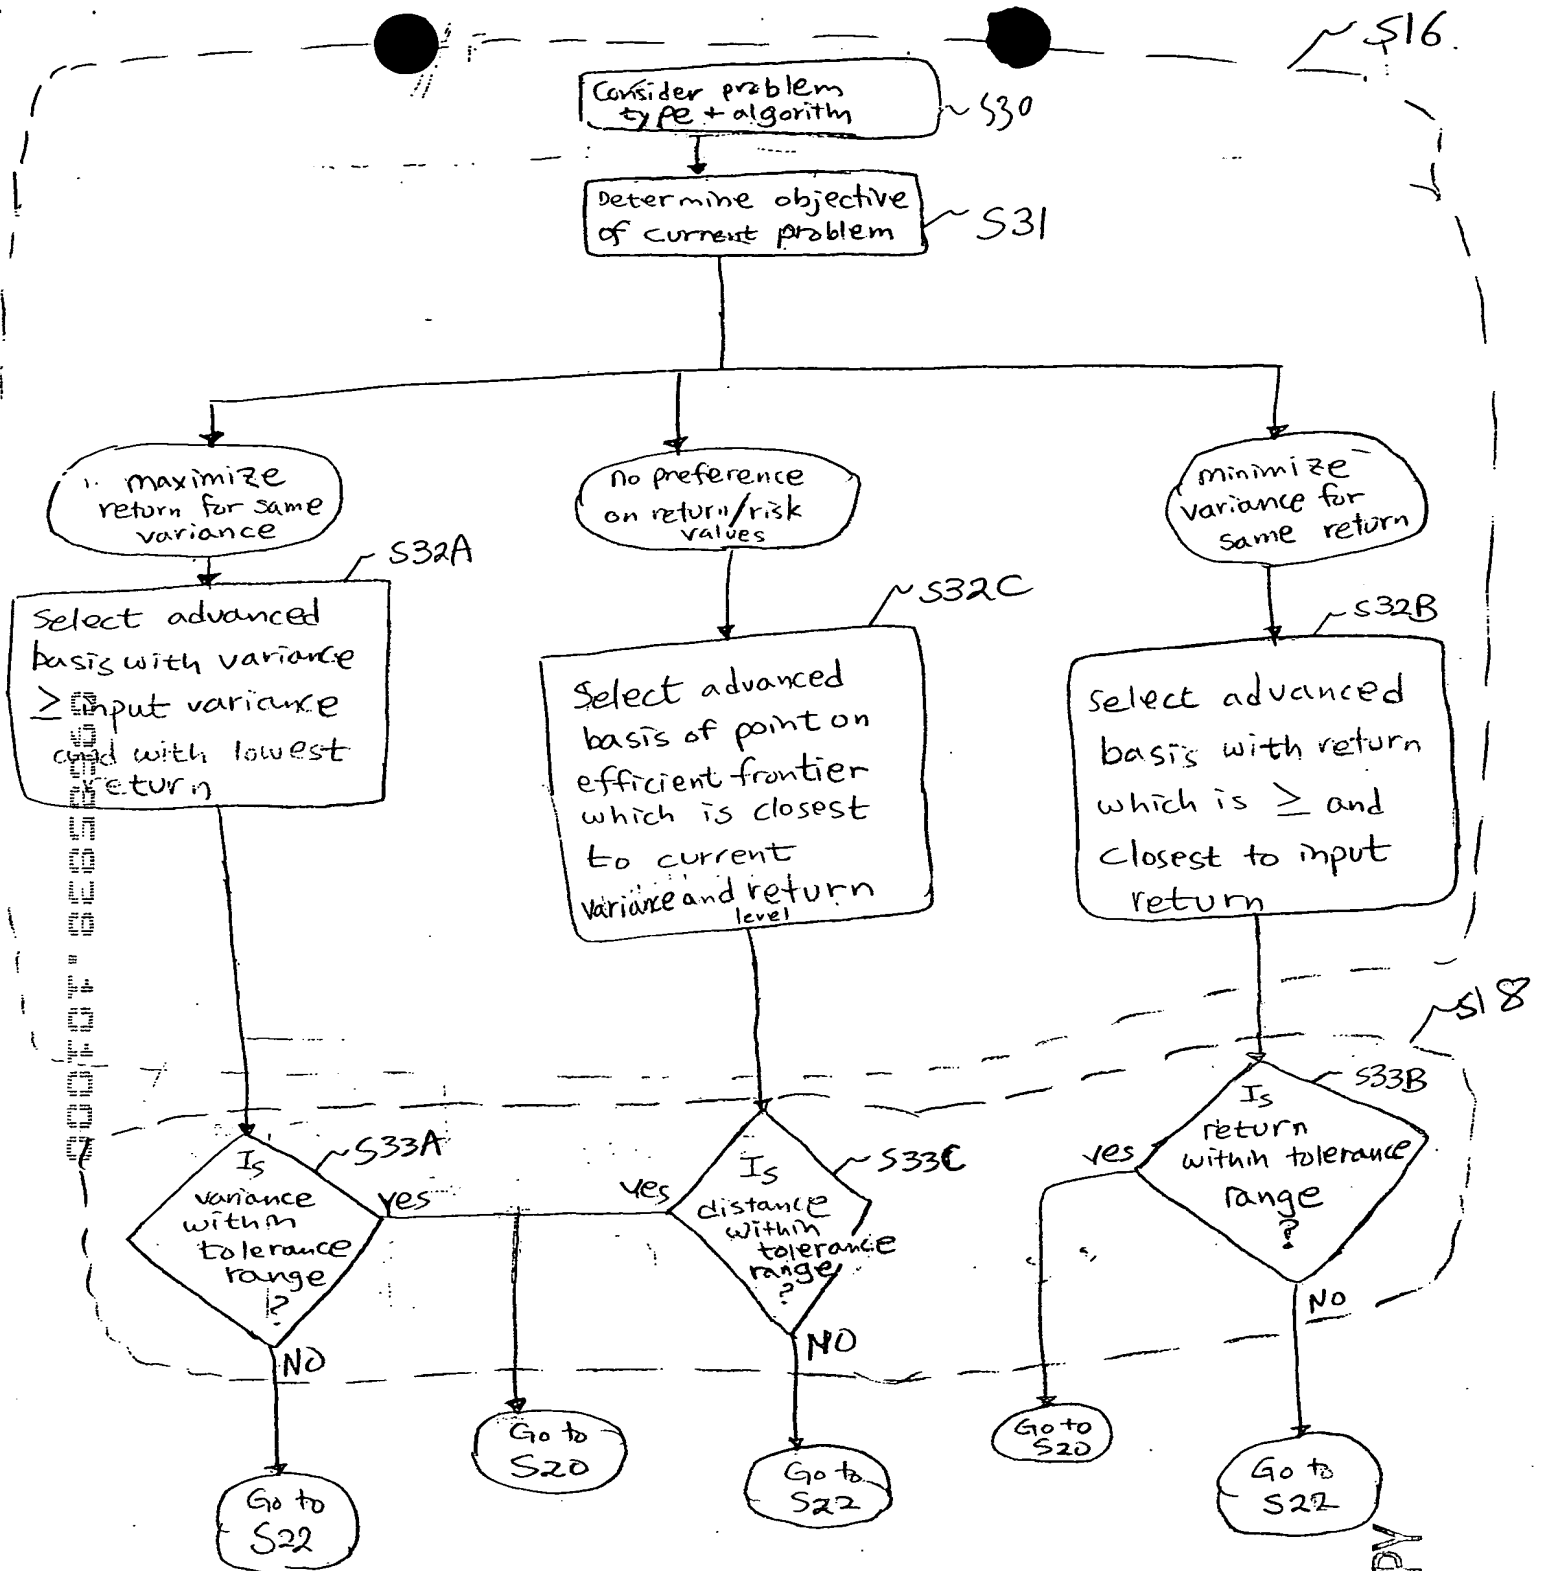 S16.
Consider problem
type + algorithm
S30
Determine objective
of current problem
S31
maximize
return for same
variance
no preference
on return/risk
values
minimize
variance for
same return
S32A
Select advanced
basis with variance
≥ input variance
and with lowest
return
S32C
Select advanced
basis of point on
efficient frontier
which is closest
to current
variance and return
level
S32B
Select advanced
basis with return
which is ≥ and
closest to input
return
S18
S33A
Is
variance
within
tolerance
range
?
yes
NO
S33C
Is
distance
within
tolerance
range
?
yes
NO
S33B
Is
return
within tolerance
range
?
yes
NO
Go to
S22
Go to
S20
Go to
S22
Go to
S20
Go to
S22
PY